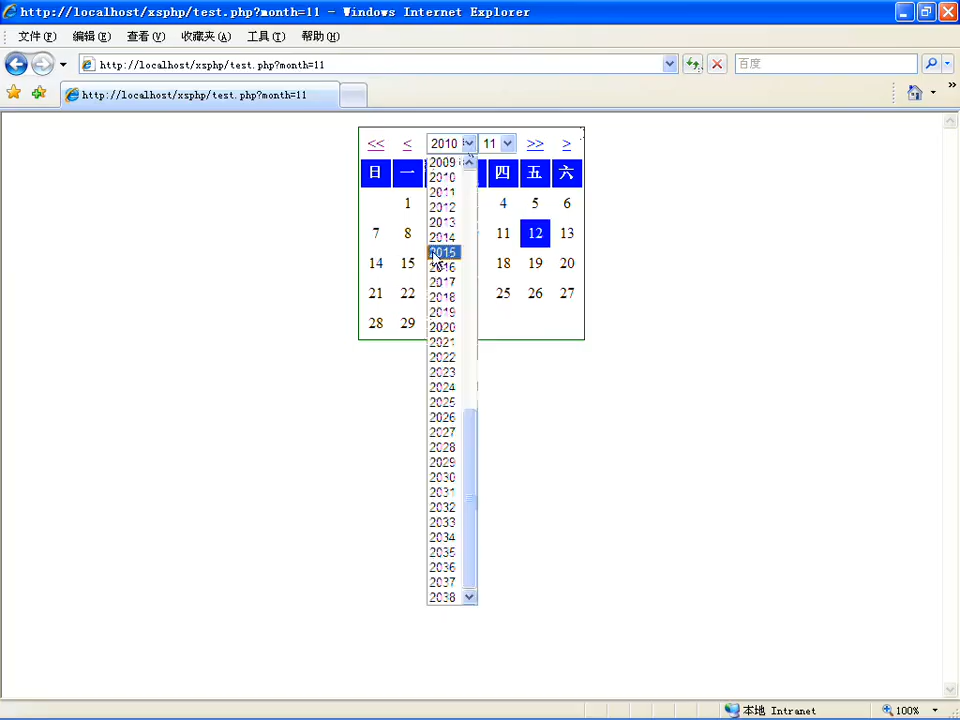 http://localhost/xsphp/test.php?month=11 - Windows Internet Explorer
文件(F) 编辑(E) 查看(V) 收藏夹(A) 工具(T) 帮助(H)
http://localhost/xsphp/test.php?month=11 百度
http://localhost/xsphp/test.php?month=11
<< < 2010 11 >> >
日 一 四 五 六
1 4 5 6
7 8 11 12 13
14 15 18 19 20
21 22 25 26 27
28 29
2009
2010
2011
2012
2013
2014
2015
2016
2017
2018
2019
2020
2021
2022
2023
2024
2025
2026
2027
2028
2029
2030
2031
2032
2033
2034
2035
2036
2037
2038
本地 Intranet 100%